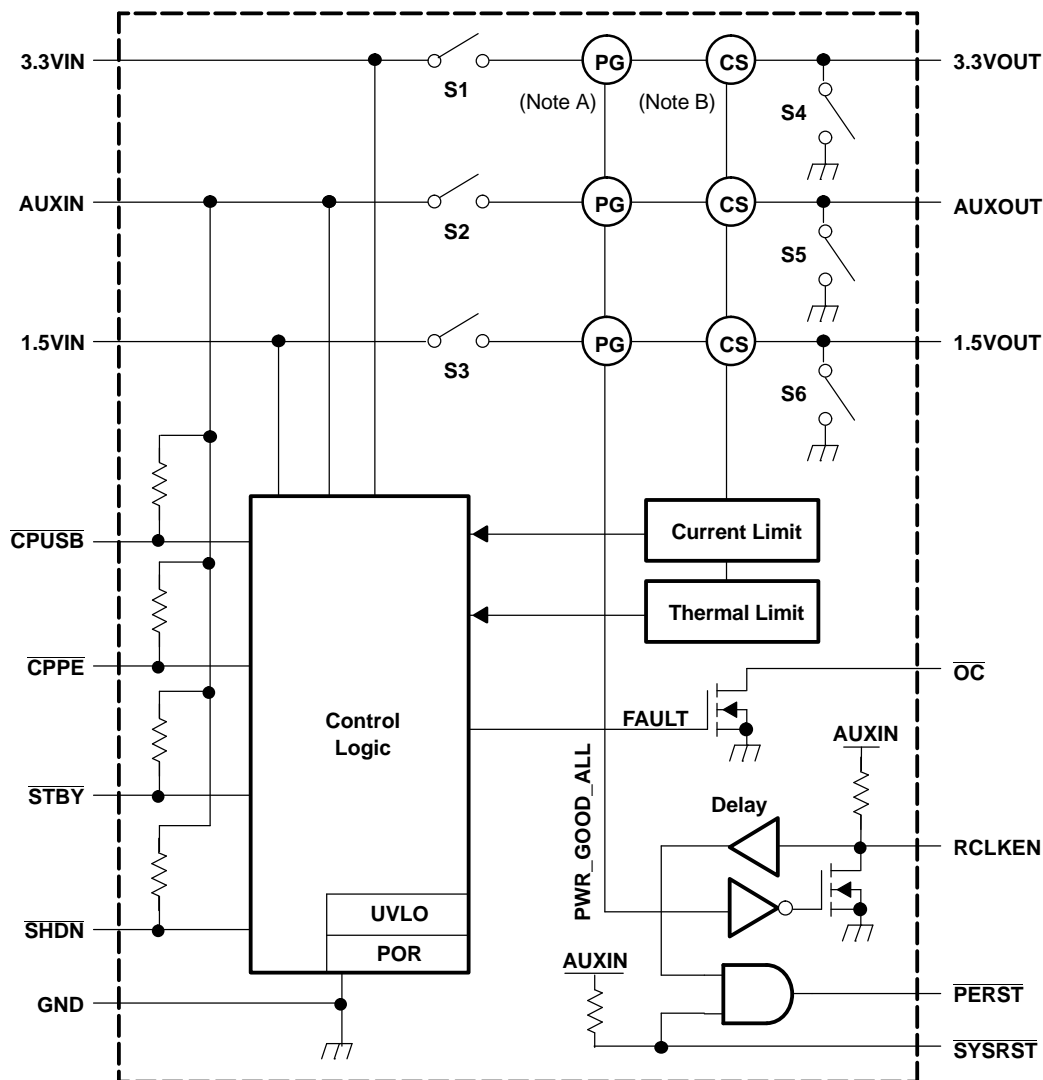 3.3VIN
S1
PG
CS
3.3VOUT
(Note A)
(Note B)
S4
AUXIN
S2
PG
CS
AUXOUT
S5
1.5VIN
S3
PG
CS
1.5VOUT
S6
CPUSB
Current Limit
Thermal Limit
CPPE
OC
Control
Logic
FAULT
AUXIN
PWR_GOOD_ALL
STBY
Delay
RCLKEN
UVLO
SHDN
POR
AUXIN
GND
PERST
SYSRST